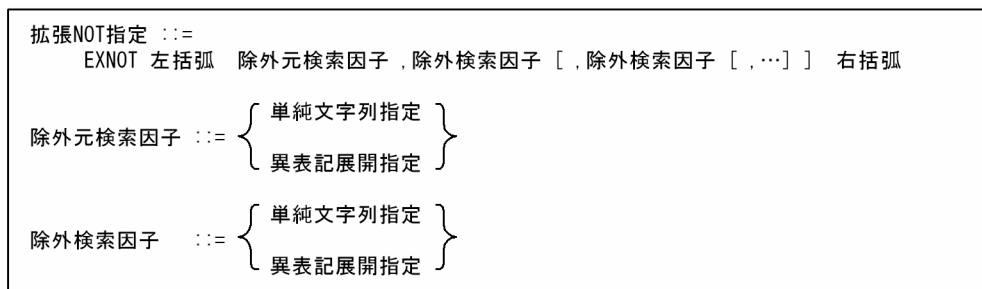 拡張NOT指定 ::=
EXNOT 左括弧 除外元検索因子 ,除外検索因子 [ ,除外検索因子 [ ,…] ] 右括弧
単純文字列指定
除外元検索因子 ::=
異表記展開指定
単純文字列指定
除外検索因子 ::=
異表記展開指定